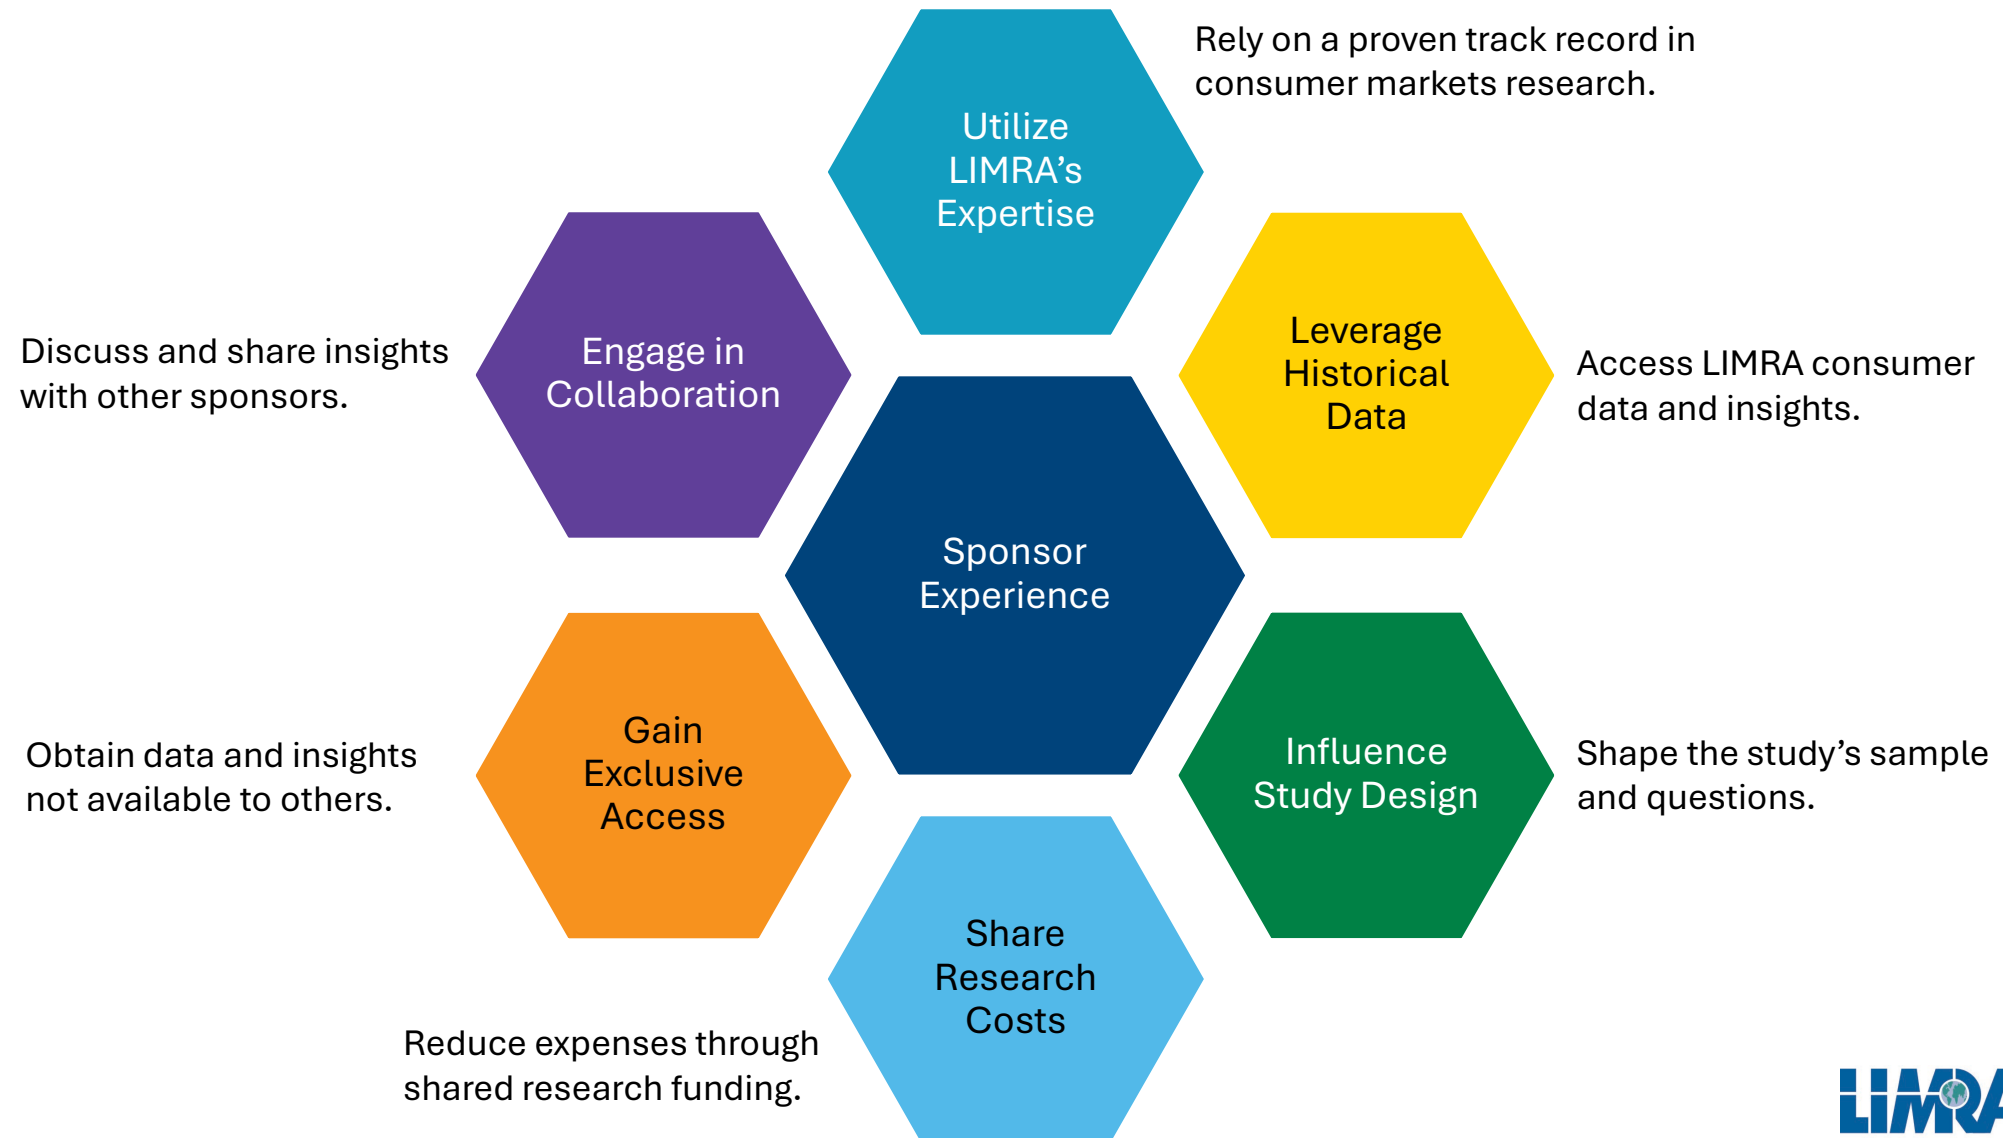 Rely on a proven track record in
consumer markets research.
Utilize
LIMRA’s
Expertise
Leverage
Historical
Data
Access LIMRA consumer
data and insights.
Engage in
Collaboration
Discuss and share insights
with other sponsors.
Sponsor
Experience
Gain
Exclusive
Access
Obtain data and insights
not available to others.
Influence
Study Design
Shape the study’s sample
and questions.
Share
Research
Costs
Reduce expenses through
shared research funding.
LIMRA